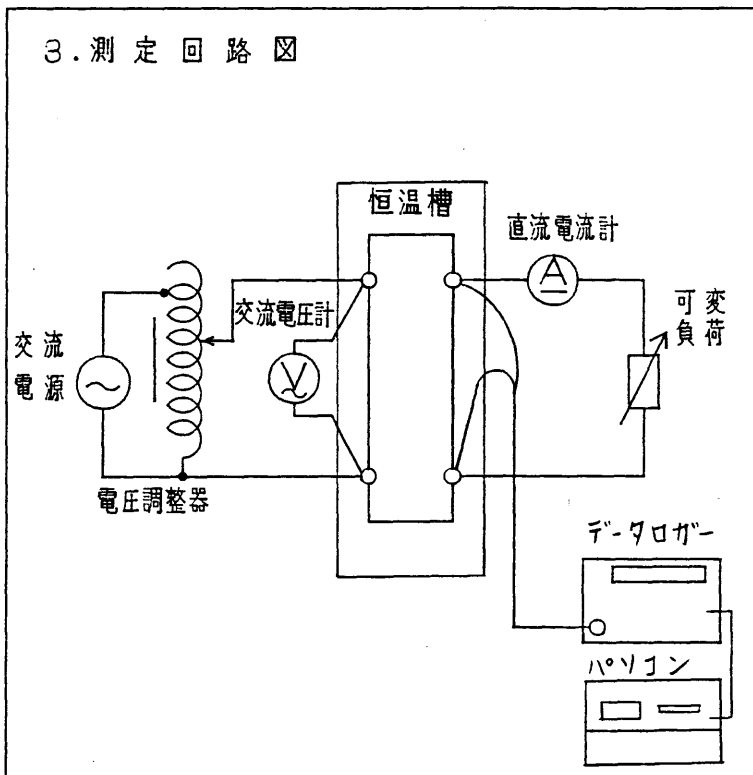 3.測定回路図
恒温槽
直流電流計
A
交流電圧計
V
可変
負荷
交流
電源
電圧調整器
データロガー
パソコン